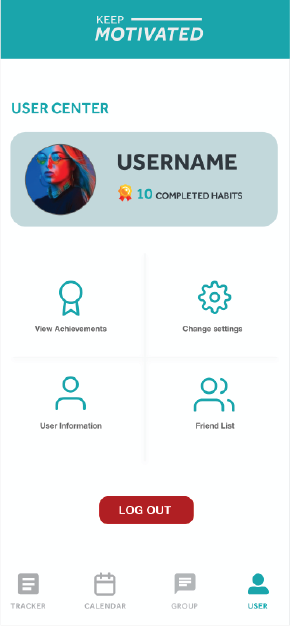 KEEP
MOTIVATED
USER CENTER
USERNAME
10 COMPLETED HABITS
View Achievements
Change settings
User Information
Friend List
LOG OUT
TRACKER
CALENDAR
GROUP
USER